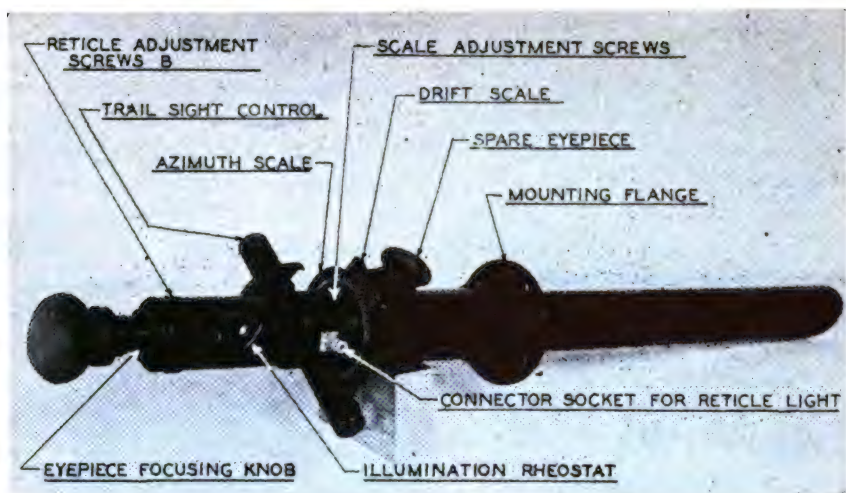 RETICLE ADJUSTMENT
SCREWS B
SCALE ADJUSTMENT SCREWS
TRAIL SIGHT CONTROL
DRIFT SCALE
AZIMUTH SCALE
SPARE EYEPIECE
MOUNTING FLANGE
CONNECTOR SOCKET FOR RETICLE LIGHT
EYEPIECE FOCUSING KNOB
ILLUMINATION RHEOSTAT